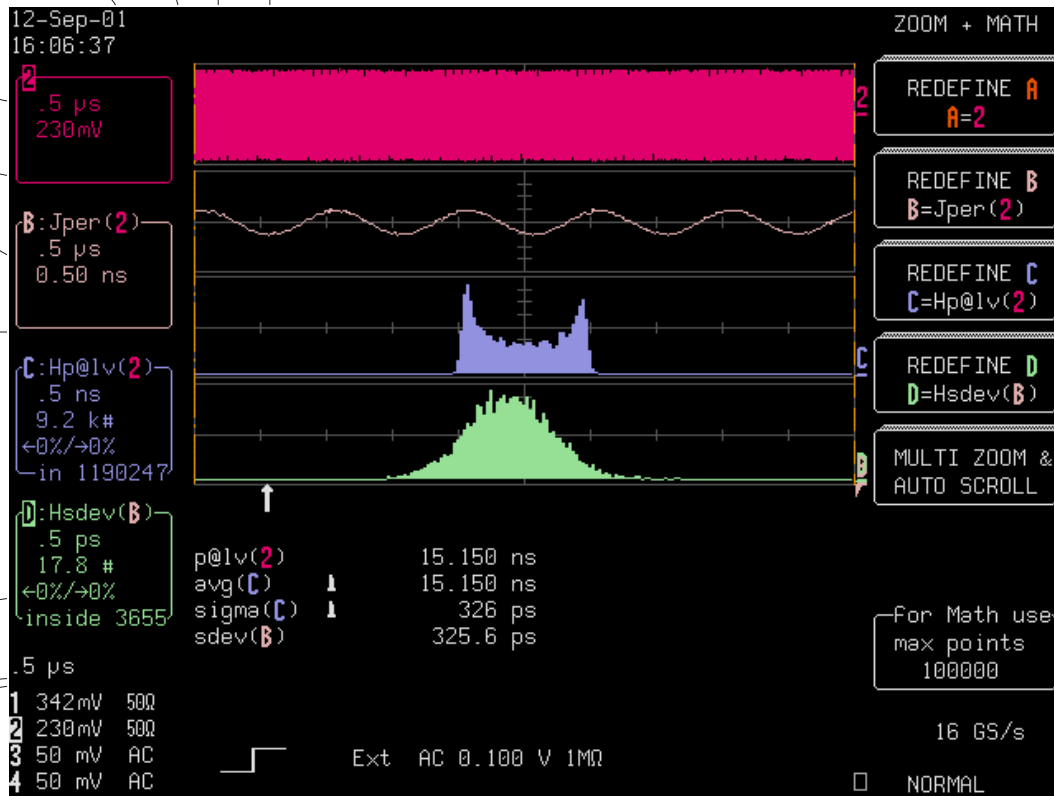 12-Sep-01
16:06:37
2
.5 µs
230mV
B:Jper(2)
.5 µs
0.50 ns
C:Hp@lv(2)
.5 ns
9.2 k#
←0%/→0%
in 1190247
D:Hsdev(B)
.5 ps
17.8 #
←0%/→0%
inside 3655
.5 µs
1 342mV 50Ω
2 230mV 50Ω
3 50 mV AC
4 50 mV AC
2
C
p@lv(2) 15.150 ns
avg(C) 15.150 ns
sigma(C) 326 ps
sdev(B) 325.6 ps
Ext AC 0.100 V 1MΩ
ZOOM + MATH
REDEFINE A
A=2
REDEFINE B
B=Jper(2)
REDEFINE C
C=Hp@lv(2)
REDEFINE D
D=Hsdev(B)
MULTI ZOOM &
AUTO SCROLL
For Math use
max points
100000
16 GS/s
NORMAL